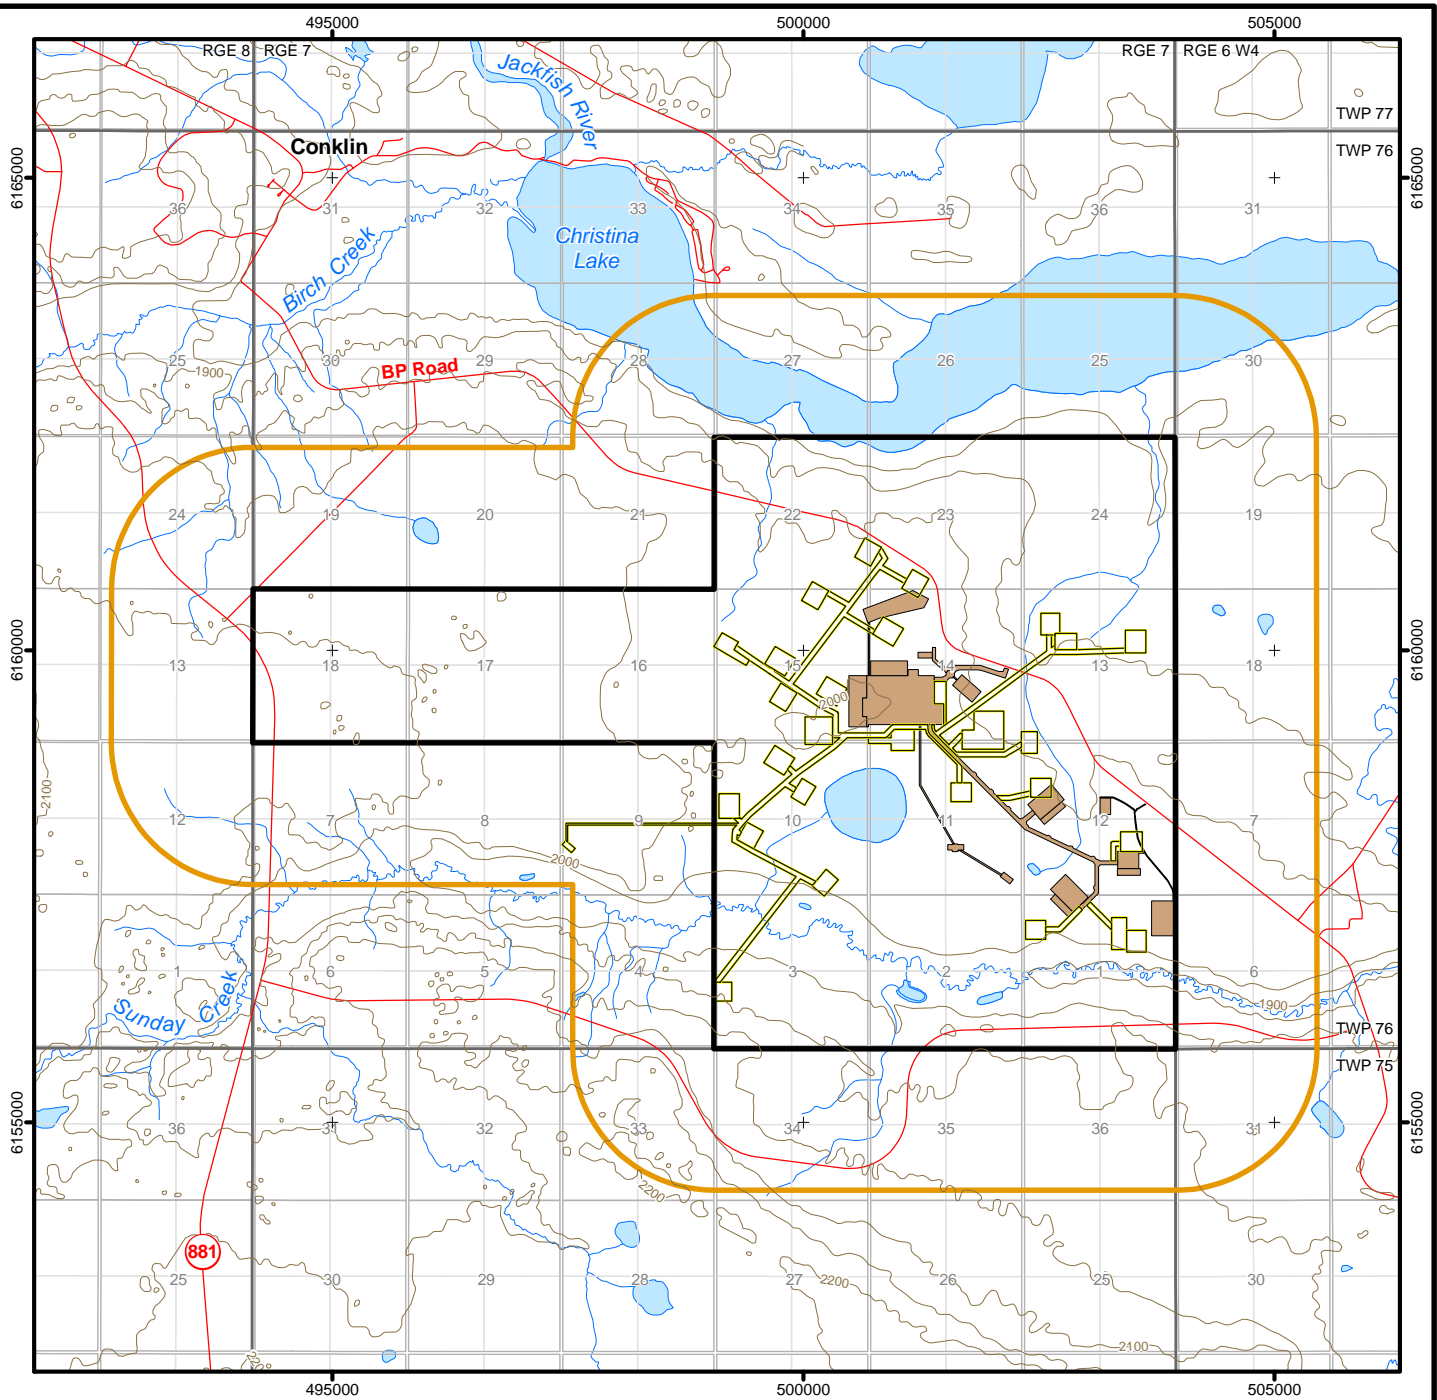 495000 500000 505000
RGE 8 RGE 7 RGE 7 RGE 6 W4
Jackfish River
TWP 77
Conklin
TWP 76
6165000 6165000
36 31 32 33 34 35 36 31
Christina
Lake
Birch Creek
25 30 29 28 27 26 25 30
1900
BP Road
24 19 20 21 22 23 24 19
6160000 6160000
13 18 17 16 15 14 13 18
2000
2100
12 7 8 9 10 11 12 7
2000
1 6 5 4 3 2 1 6
Sunday Creek
1900
TWP 76
TWP 75
6155000 6155000
36 31 32 33 34 35 36 31
2200
881
25 30 29 28 27 26 25 30
2200
2100
495000 500000 505000